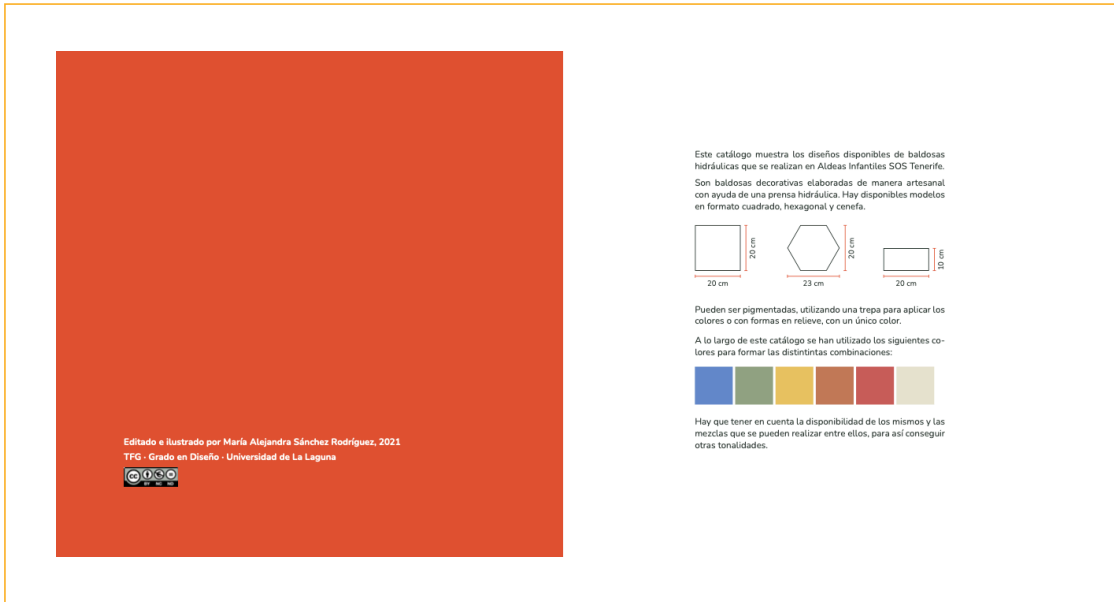 Editado e ilustrado por María Alejandra Sánchez Rodríguez, 2021
TFG · Grado en Diseño · Universidad de La Laguna
cc
BY NC ND
Este catálogo muestra los diseños disponibles de baldosas
hidráulicas que se realizan en Aldeas Infantiles SOS Tenerife.
Son baldosas decorativas elaboradas de manera artesanal
con ayuda de una prensa hidráulica. Hay disponibles modelos
en formato cuadrado, hexagonal y cenefa.
20 cm
20 cm
20 cm
23 cm
10 cm
20 cm
Pueden ser pigmentadas, utilizando una trepa para aplicar los
colores o con formas en relieve, con un único color.
A lo largo de este catálogo se han utilizado los siguientes co-
lores para formar las distintintas combinaciones:
Hay que tener en cuenta la disponibilidad de los mismos y las
mezclas que se pueden realizar entre ellos, para así conseguir
otras tonalidades.